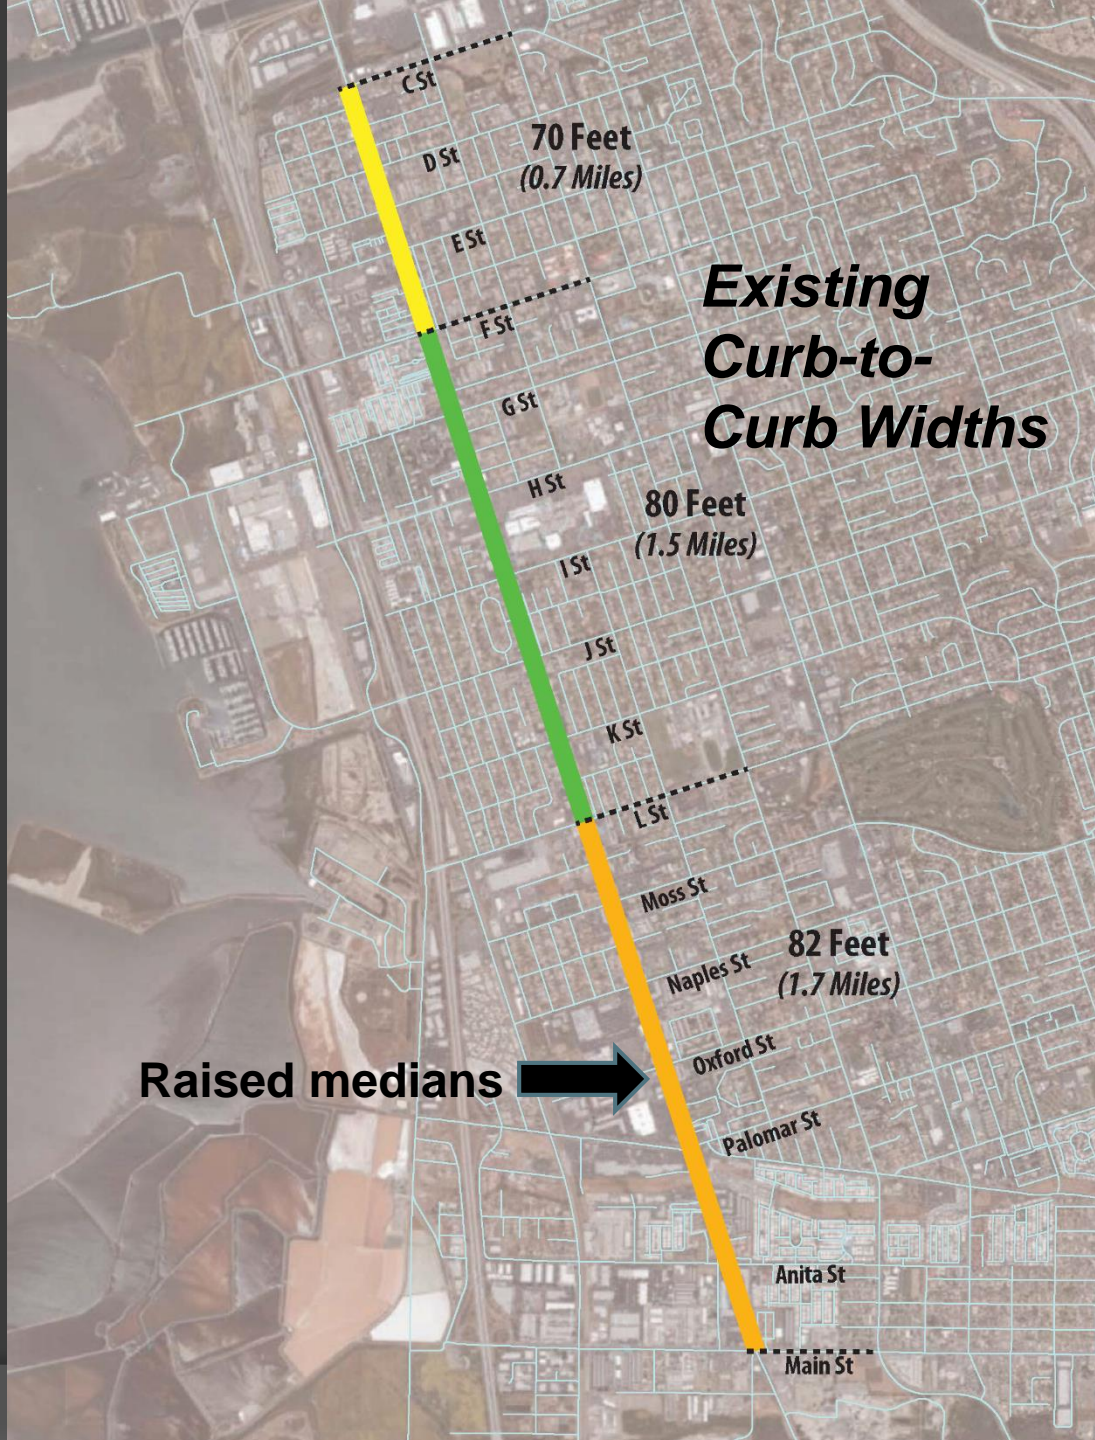 C St
D St
70 Feet
(0.7 Miles)
E St
Existing
Curb-to-
Curb Widths
F St
G St
H St
80 Feet
(1.5 Miles)
I St
J St
K St
L St
Moss St
82 Feet
(1.7 Miles)
Naples St
Oxford St
Raised medians
Palomar St
Anita St
Main St